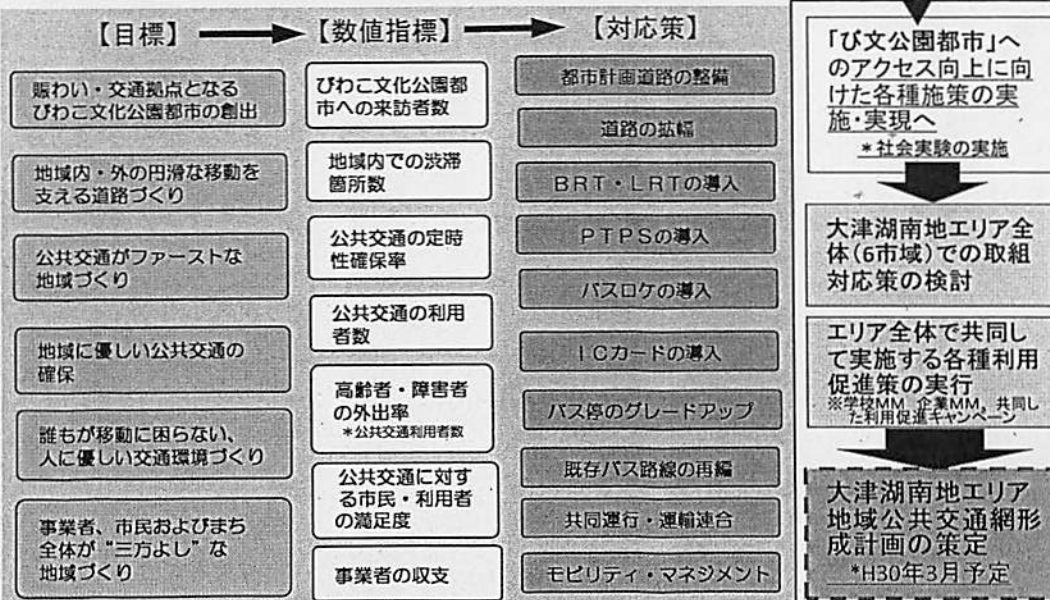 【目標】
賑わい・交通拠点となる
びわこ文化公園都市の創出
地域内・外の円滑な移動を
支える道路づくり
公共交通がファーストな
地域づくり
地域に優しい公共交通の
確保
誰もが移動に困らない、
人に優しい交通環境づくり
事業者、市民およびまち
全体が“三方よし”な
地域づくり
【数値指標】
びわこ文化公園都
市への来訪者数
地域内での渋滞
箇所数
公共交通の定時
性確保率
公共交通の利用
者数
高齢者・障害者
の外出率
*公共交通利用者数
公共交通に対す
る市民・利用者
の満足度
事業者の収支
【対応策】
都市計画道路の整備
道路の拡幅
BRT・LRTの導入
PTPSの導入
バスロケの導入
ICカードの導入
バス停のグレードアップ
既存バス路線の再編
共同運行・運輸連合
モビリティ・マネジメント
「び文公園都市」へ
のアクセス向上に向
けた各種施策の実
施・実現へ
*社会実験の実施
大津湖南地エリア全
体(6市域)での取組
対応策の検討
エリア全体で共同し
て実施する各種利用
促進策の実行
※学校MM、企業MM、共同し
た利用促進キャンペーン
大津湖南地エリア
地域公共交通網形
成計画の策定
*H30年3月予定